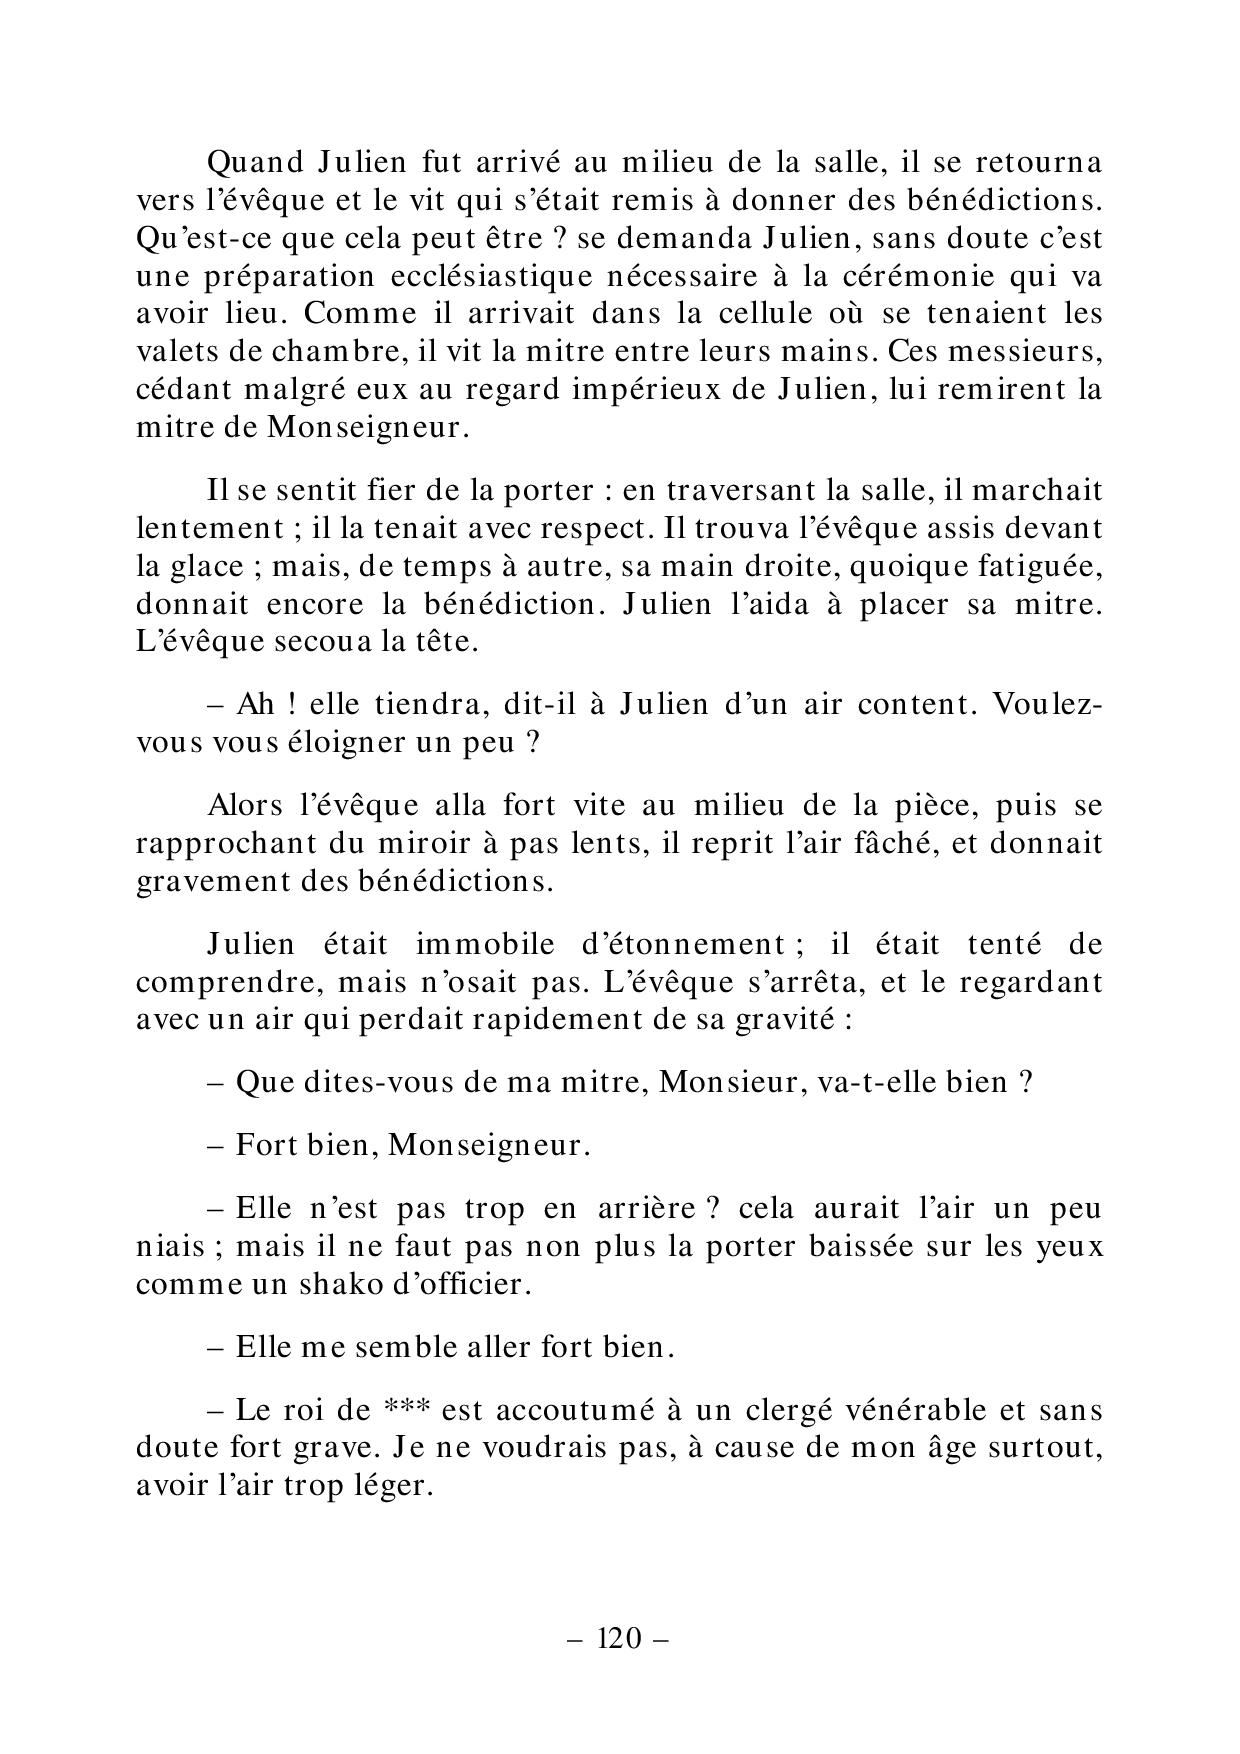 Quand Julien fut arrivé au milieu de la salle, il se retourna
vers l’évêque et le vit qui s’était remis à donner des bénédictions.
Qu’est-ce que cela peut être ? se demanda Julien, sans doute c’est
une préparation ecclésiastique nécessaire à la cérémonie qui va
avoir lieu. Comme il arrivait dans la cellule où se tenaient les
valets de chambre, il vit la mitre entre leurs mains. Ces messieurs,
cédant malgré eux au regard impérieux de Julien, lui remirent la
mitre de Monseigneur.
Il se sentit fier de la porter : en traversant la salle, il marchait
lentement ; il la tenait avec respect. Il trouva l’évêque assis devant
la glace ; mais, de temps à autre, sa main droite, quoique fatiguée,
donnait encore la bénédiction. Julien l’aida à placer sa mitre.
L’évêque secoua la tête.
– Ah ! elle tiendra, dit-il à Julien d’un air content. Voulez-
vous vous éloigner un peu ?
Alors l’évêque alla fort vite au milieu de la pièce, puis se
rapprochant du miroir à pas lents, il reprit l’air fâché, et donnait
gravement des bénédictions.
Julien était immobile d’étonnement ; il était tenté de
comprendre, mais n’osait pas. L’évêque s’arrêta, et le regardant
avec un air qui perdait rapidement de sa gravité :
– Que dites-vous de ma mitre, Monsieur, va-t-elle bien ?
– Fort bien, Monseigneur.
– Elle n’est pas trop en arrière ? cela aurait l’air un peu
niais ; mais il ne faut pas non plus la porter baissée sur les yeux
comme un shako d’officier.
– Elle me semble aller fort bien.
– Le roi de *** est accoutumé à un clergé vénérable et sans
doute fort grave. Je ne voudrais pas, à cause de mon âge surtout,
avoir l’air trop léger.
– 120 –